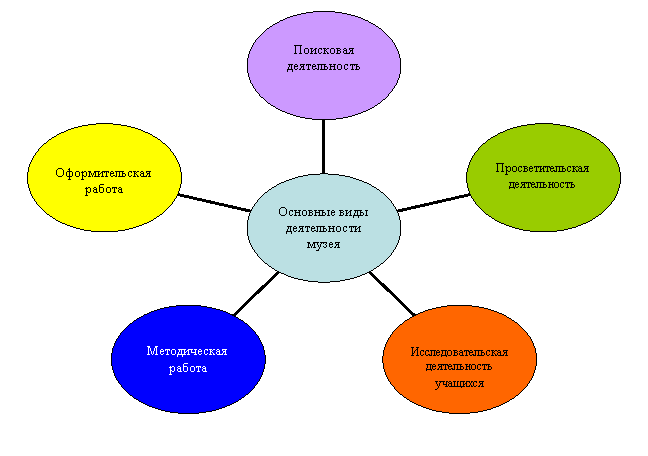 Поисковая
деятельность
Оформительская
работа
Просветительская
деятельность
Основные виды
деятельности
музея
Методическая
работа
Исследовательская
деятельность
учащихся